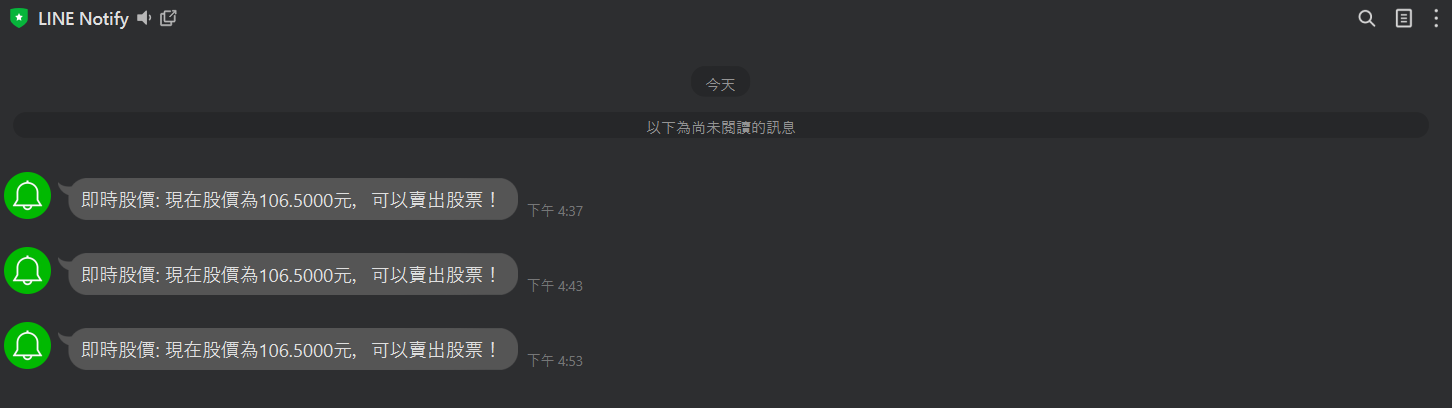 LINE Notify
今天
以下為尚未閱讀的訊息
即時股價: 現在股價為106.5000元，可以賣出股票！
下午 4:37
即時股價: 現在股價為106.5000元，可以賣出股票！
下午 4:43
即時股價: 現在股價為106.5000元，可以賣出股票！
下午 4:53